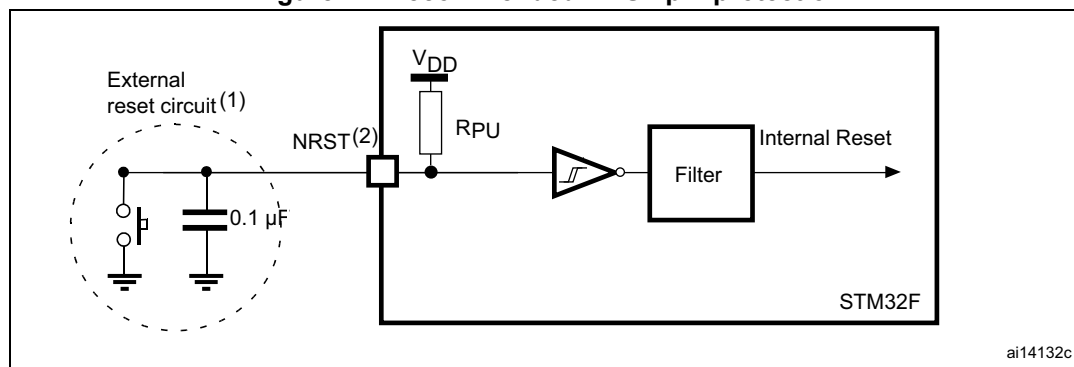 External
reset circuit(1)
NRST(2)
VDD
RPU
0.1 µF
Filter
Internal Reset
STM32F
ai14132c